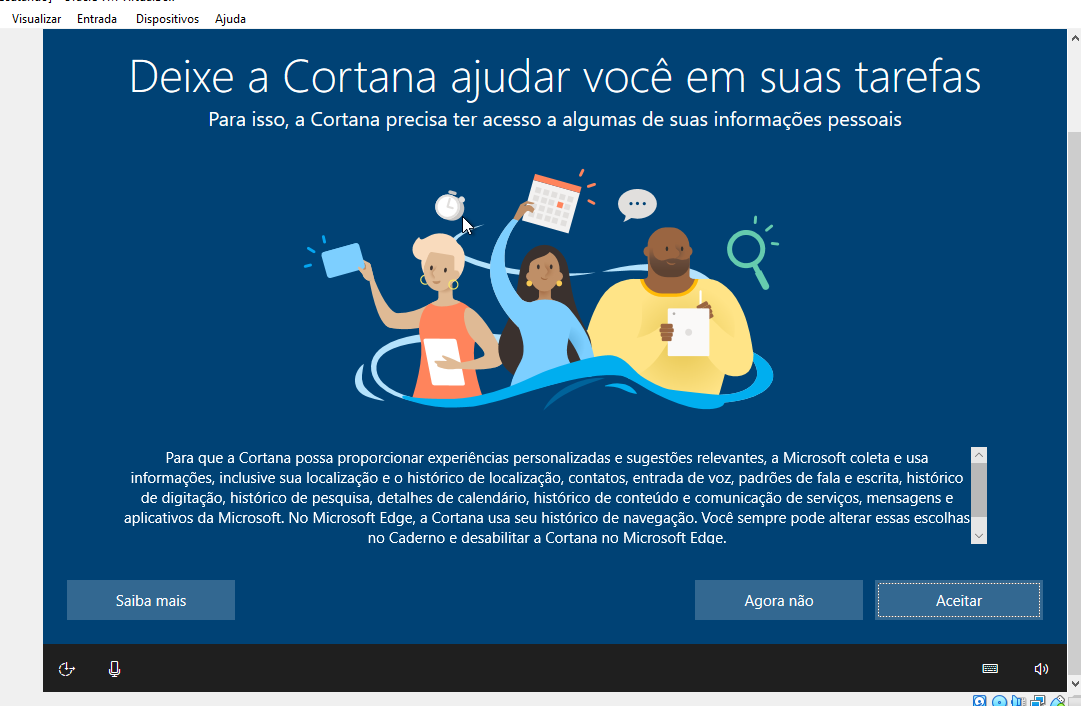 Visualizar Entrada Dispositivos Ajuda
Deixe a Cortana ajudar você em suas tarefas
Para isso, a Cortana precisa ter acesso a algumas de suas informações pessoais
Para que a Cortana possa proporcionar experiências personalizadas e sugestões relevantes, a Microsoft coleta e usa
informações, inclusive sua localização e o histórico de localização, contatos, entrada de voz, padrões de fala e escrita, histórico
de digitação, histórico de pesquisa, detalhes de calendário, histórico de conteúdo e comunicação de serviços, mensagens e
aplicativos da Microsoft. No Microsoft Edge, a Cortana usa seu histórico de navegação. Você sempre pode alterar essas escolhas
no Caderno e desabilitar a Cortana no Microsoft Edge.
Saiba mais Agora não Aceitar